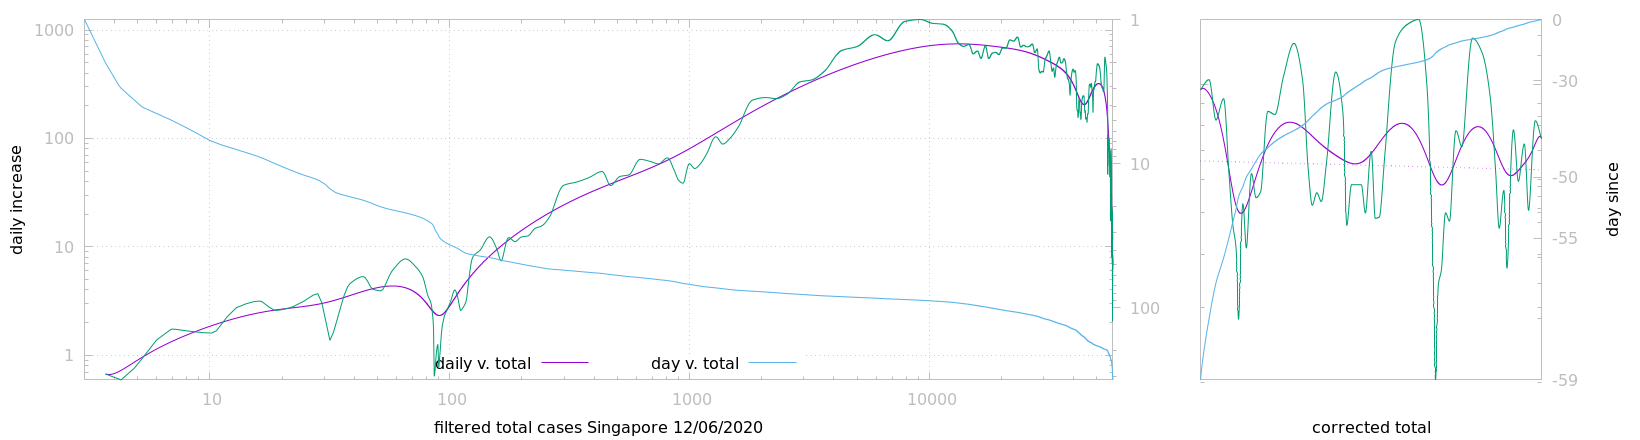 1000
100
10
1
daily increase
10
100
1000
10000
filtered total cases Singapore 12/06/2020
daily v. total
day v. total
1
10
100
0
-30
-50
-55
-59
day since
corrected total